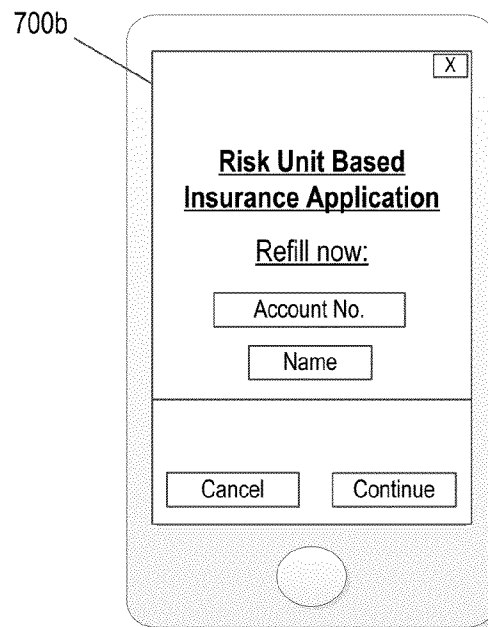 700b
X
Risk Unit Based
Insurance Application
Refill now:
Account No.
Name
Cancel Continue